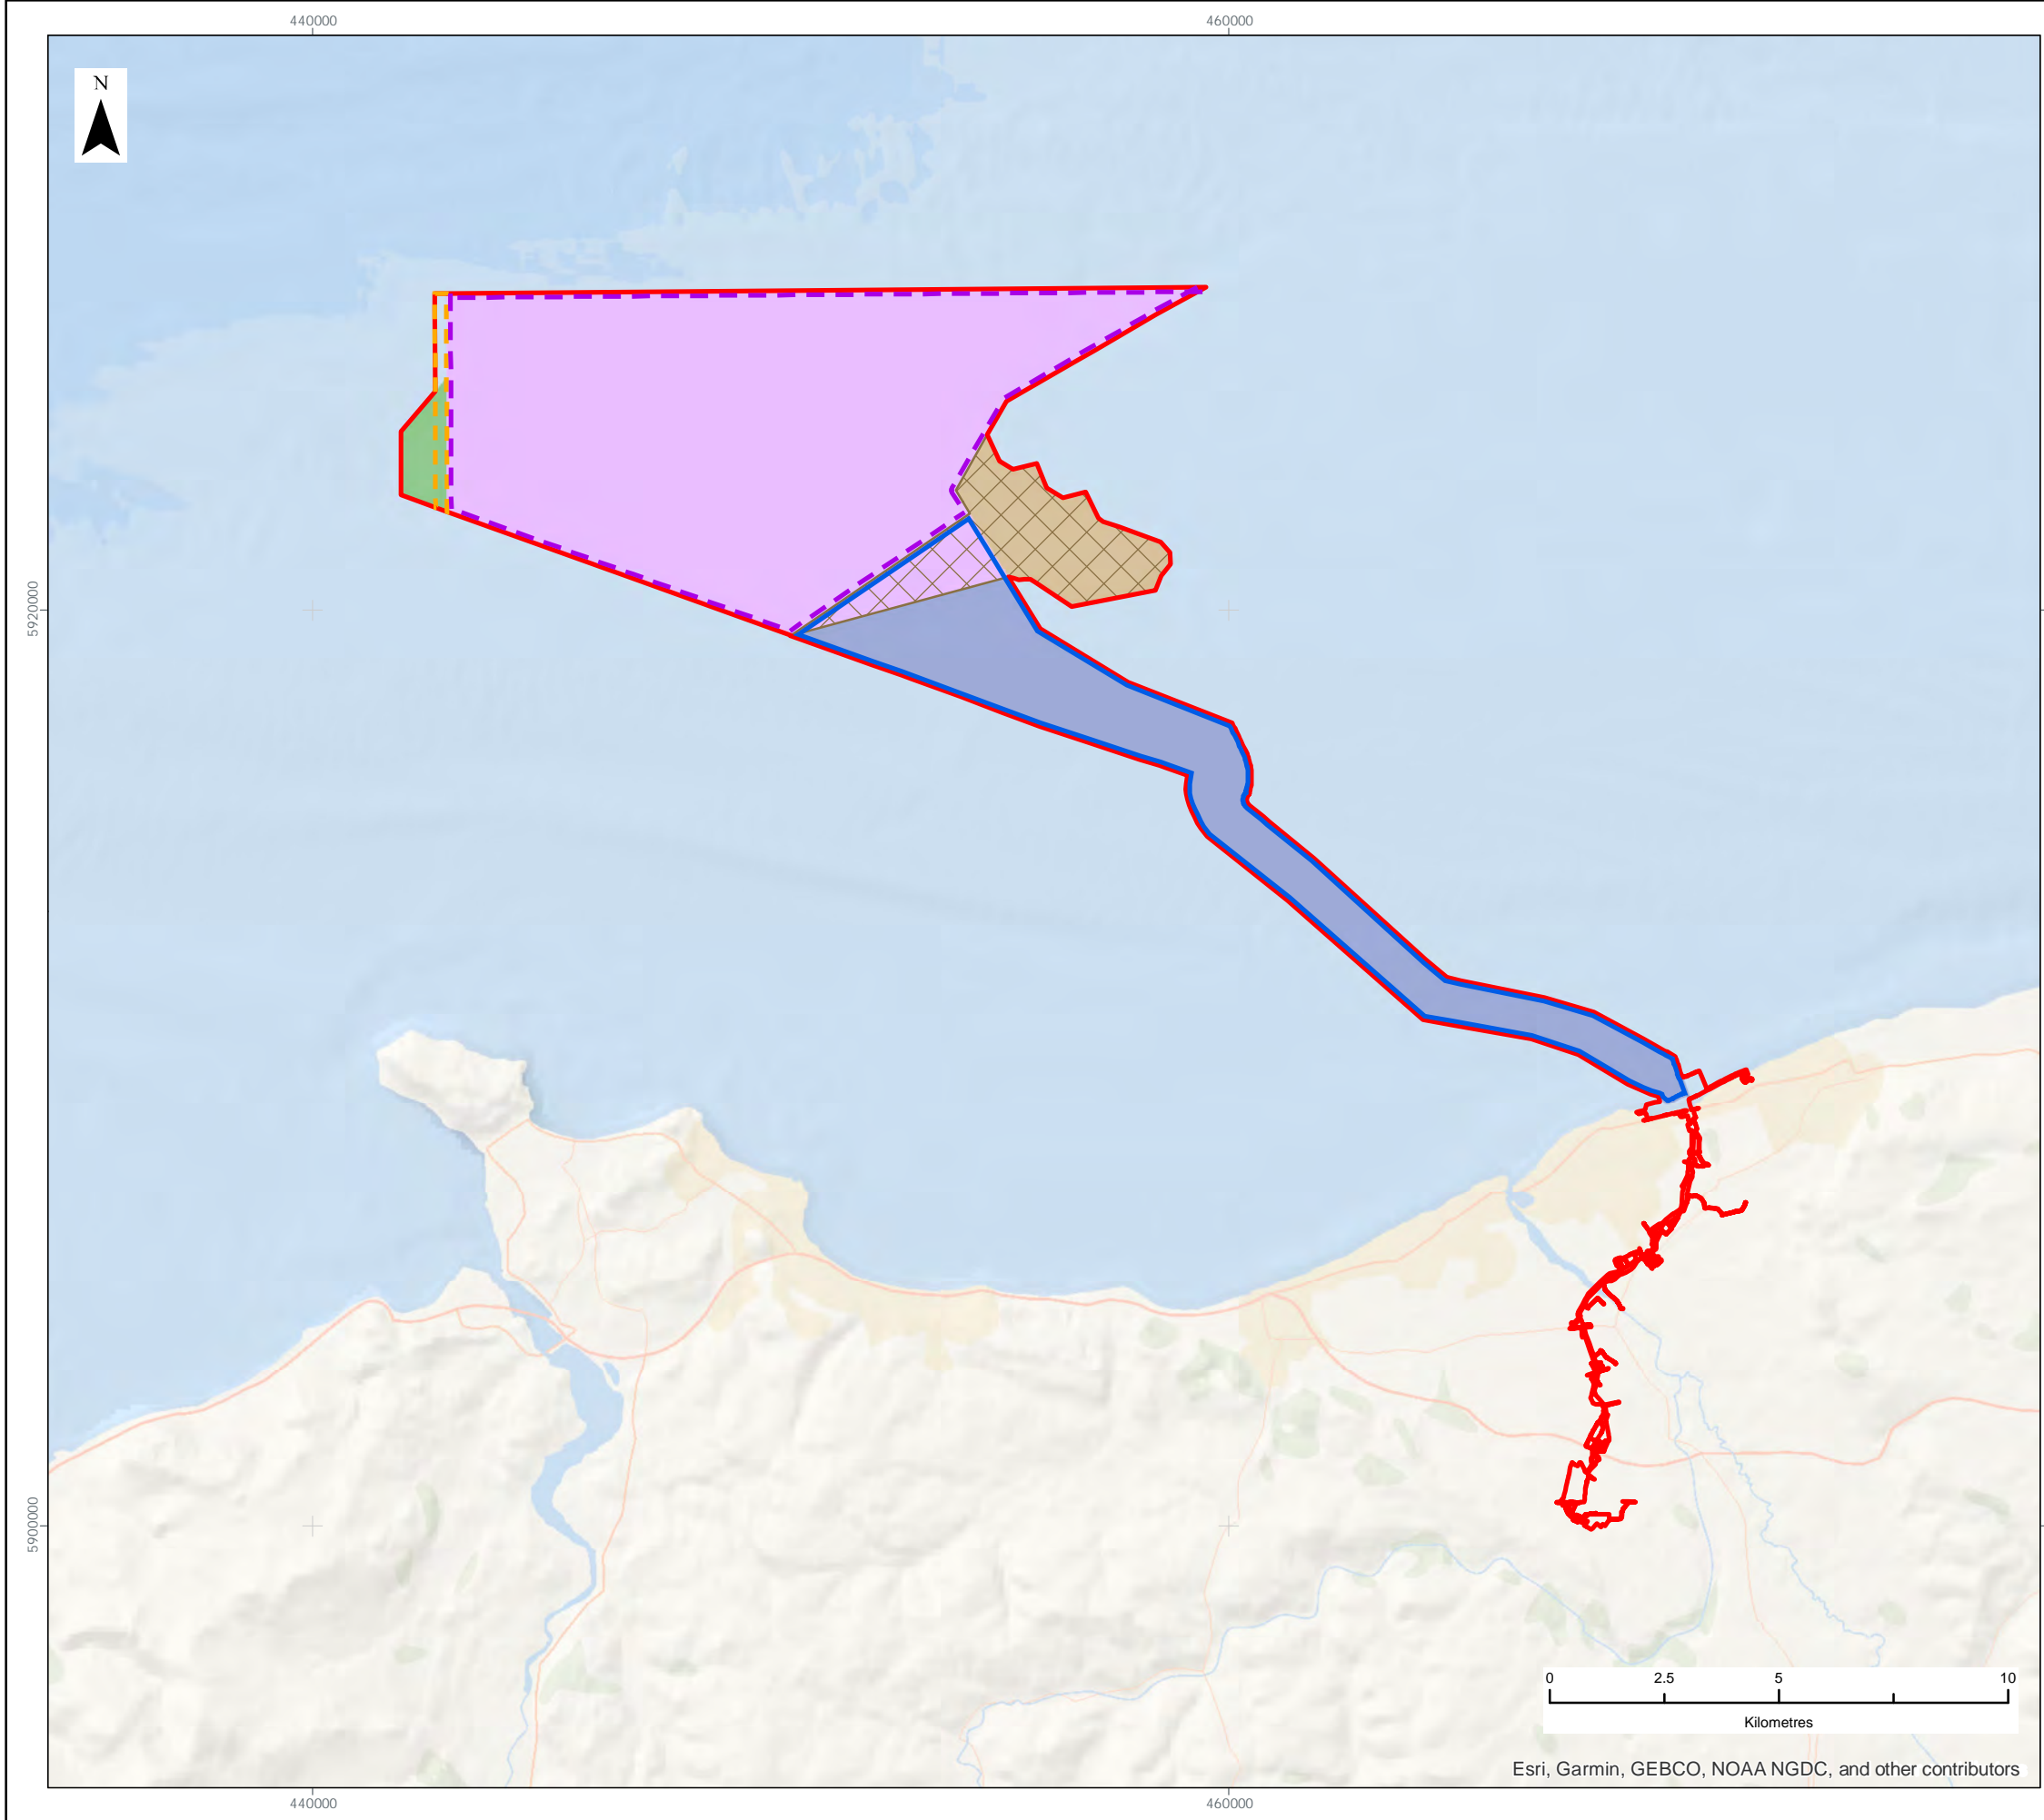 440000 460000
N
5920000
5900000
0 2.5 5 10
Kilometres
Esri, Garmin, GEBCO, NOAA NGDC, and other contributors
440000 460000